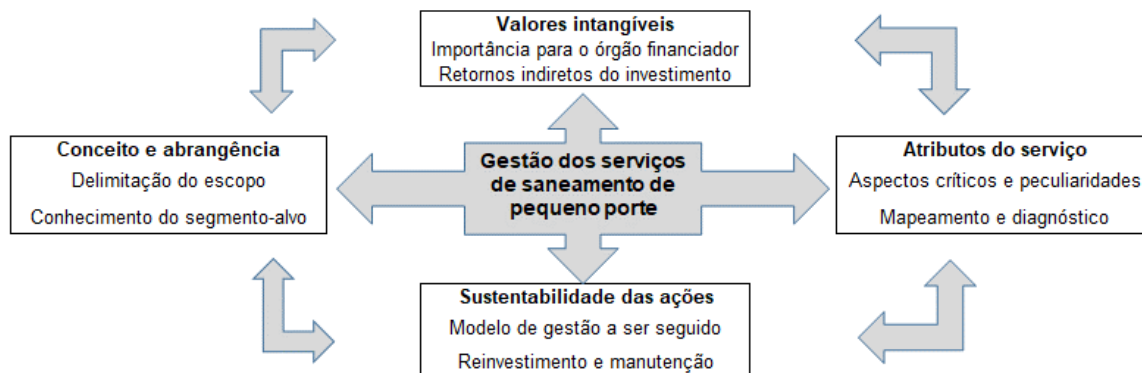 Valores intangíveis
Importância para o órgão financiador
Retornos indiretos do investimento
Conceito e abrangência
Delimitação do escopo
Conhecimento do segmento-alvo
Gestão dos serviços
de saneamento de
pequeno porte
Atributos do serviço
Aspectos críticos e peculiaridades
Mapeamento e diagnóstico
Sustentabilidade das ações
Modelo de gestão a ser seguido
Reinvestimento e manutenção